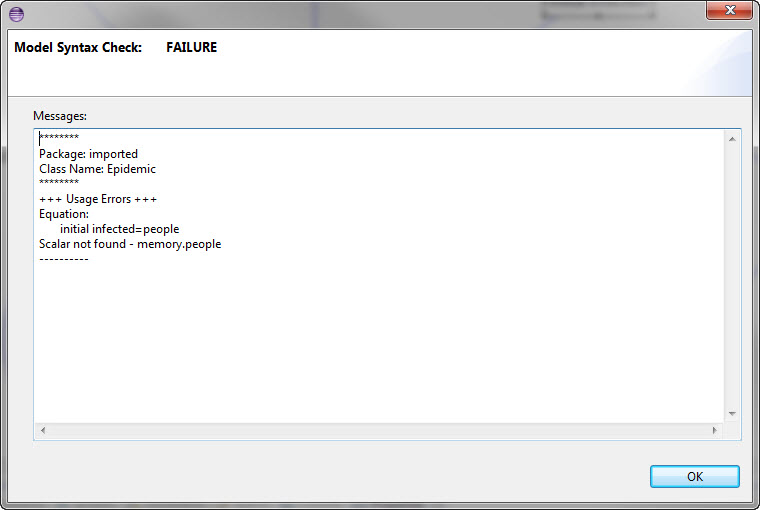 Model Syntax Check: FAILURE
Messages:
********
Package: imported
Class Name: Epidemic
********
+++ Usage Errors +++
Equation:
initial infected=people
Scalar not found - memory.people
----------
OK